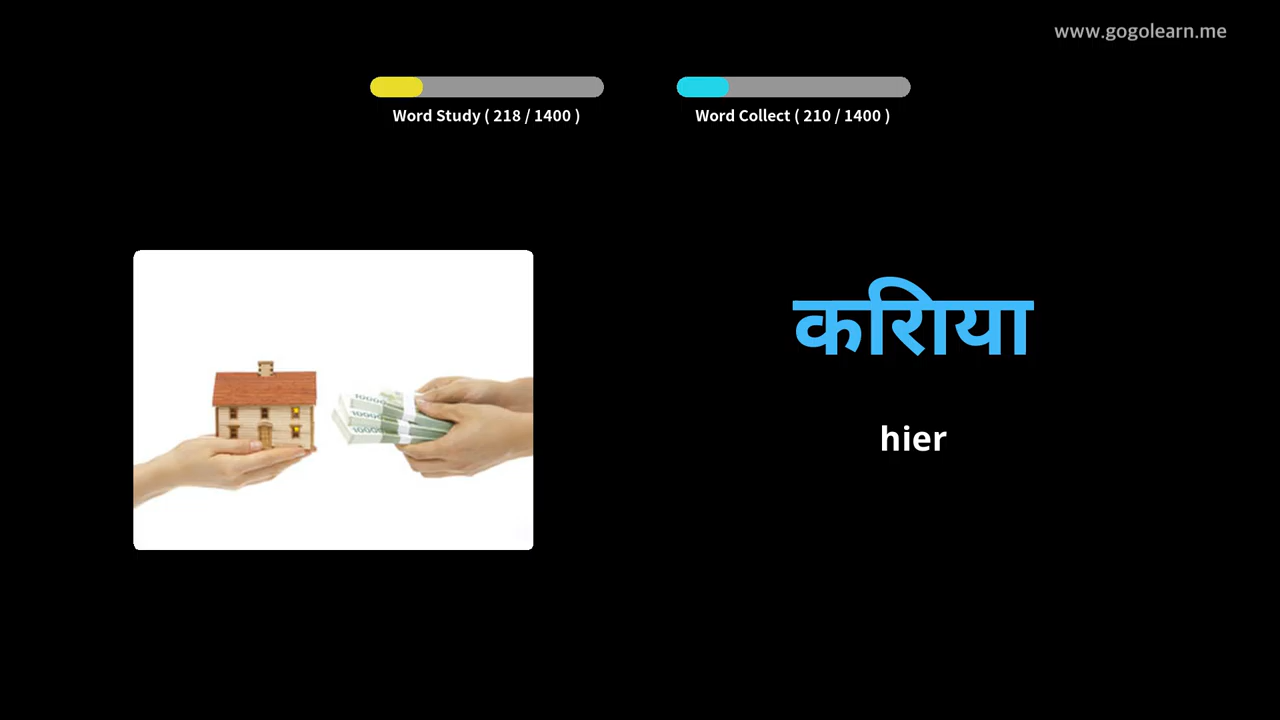 www.gogolearn.me
Word Study ( 218 / 1400 )
Word Collect ( 210 / 1400 )
करिाया
hier